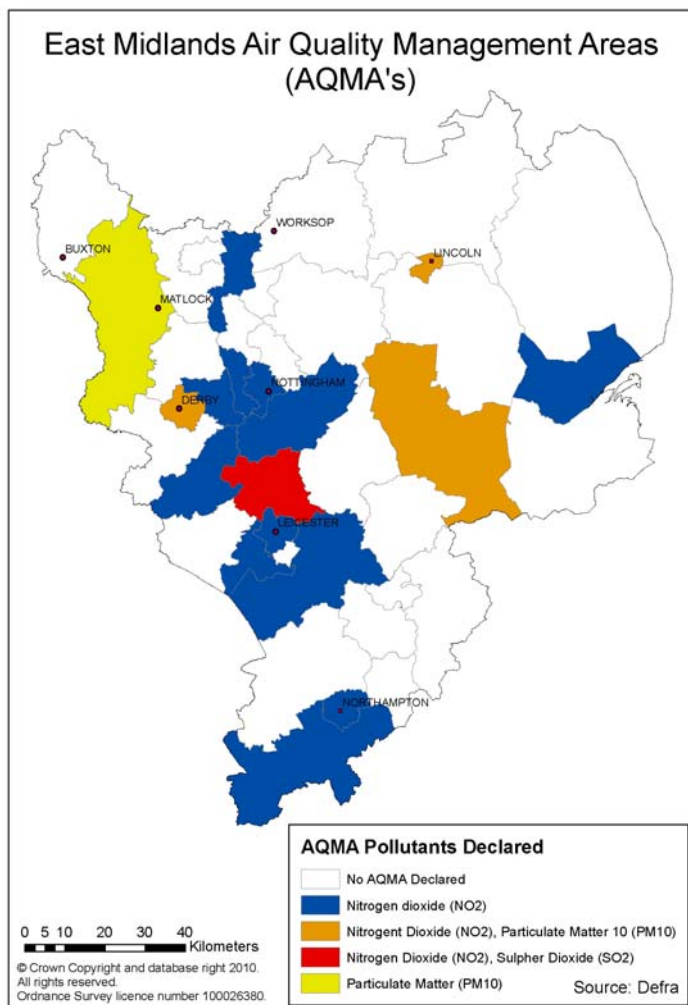 East Midlands Air Quality Management Areas
(AQMA's)
WORKSOP
BUXTON
LINCOLN
MATLOCK
NOTTINGHAM
DERBY
LEICESTER
NORTHAMPTON
AQMA Pollutants Declared
No AQMA Declared
Nitrogen dioxide (NO2)
Nitrogent Dioxide (NO2), Particulate Matter 10 (PM10)
Nitrogen Dioxide (NO2), Sulpher Dioxide (SO2)
Particulate Matter (PM10)
Source: Defra
0 5 10 20 30 40
Kilometers
© Crown Copyright and database right 2010.
All rights reserved.
Ordnance Survey licence number 100026380.